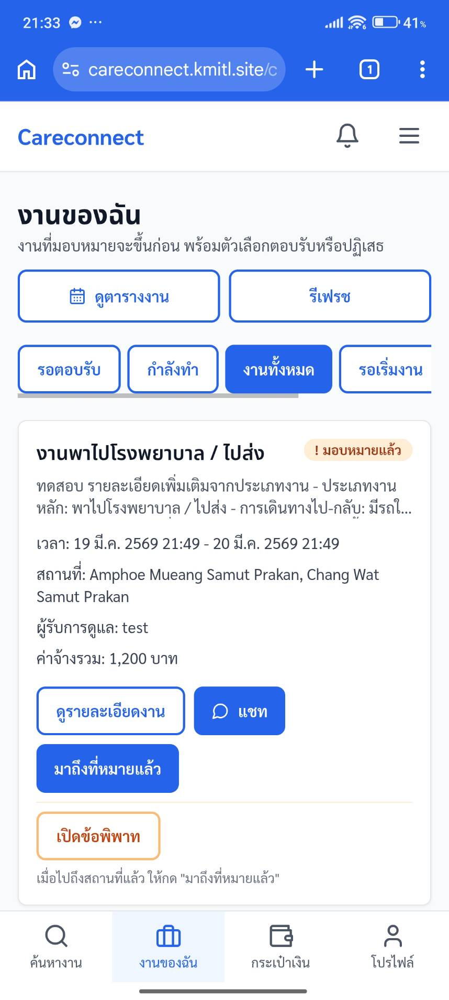 21:33 ... 41%
careconnect.kmitl.site/c 1
Careconnect
งานของฉัน
งานที่มอบหมายจะขึ้นก่อน พร้อมตัวเลือกตอบรับหรือปฏิเสธ
ดูตารางงาน รีเฟรช
รอตอบรับ กำลังทำ งานทั้งหมด รอเริ่มงาน
งานพาไปโรงพยาบาล / ไปส่ง ! มอบหมายแล้ว
ทดสอบ รายละเอียดเพิ่มเติมจากประเภทงาน - ประเภทงาน
หลัก: พาไปโรงพยาบาล / ไปส่ง - การเดินทางไป-กลับ: มีรถใ...
เวลา: 19 มี.ค. 2569 21:49 - 20 มี.ค. 2569 21:49
สถานที่: Amphoe Mueang Samut Prakan, Chang Wat
Samut Prakan
ผู้รับการดูแล: test
ค่าจ้างรวม: 1,200 บาท
ดูรายละเอียดงาน แชท
มาถึงที่หมายแล้ว
เปิดข้อพิพาท
เมื่อไปถึงสถานที่แล้ว ให้กด "มาถึงที่หมายแล้ว"
ค้นหางาน งานของฉัน กระเป๋าเงิน โปรไฟล์